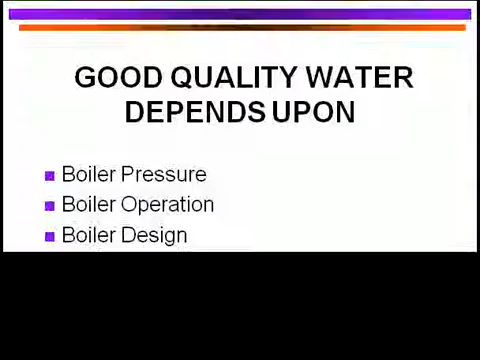 GOOD QUALITY WATER
DEPENDS UPON
Boiler Pressure
Boiler Operation
Boiler Design